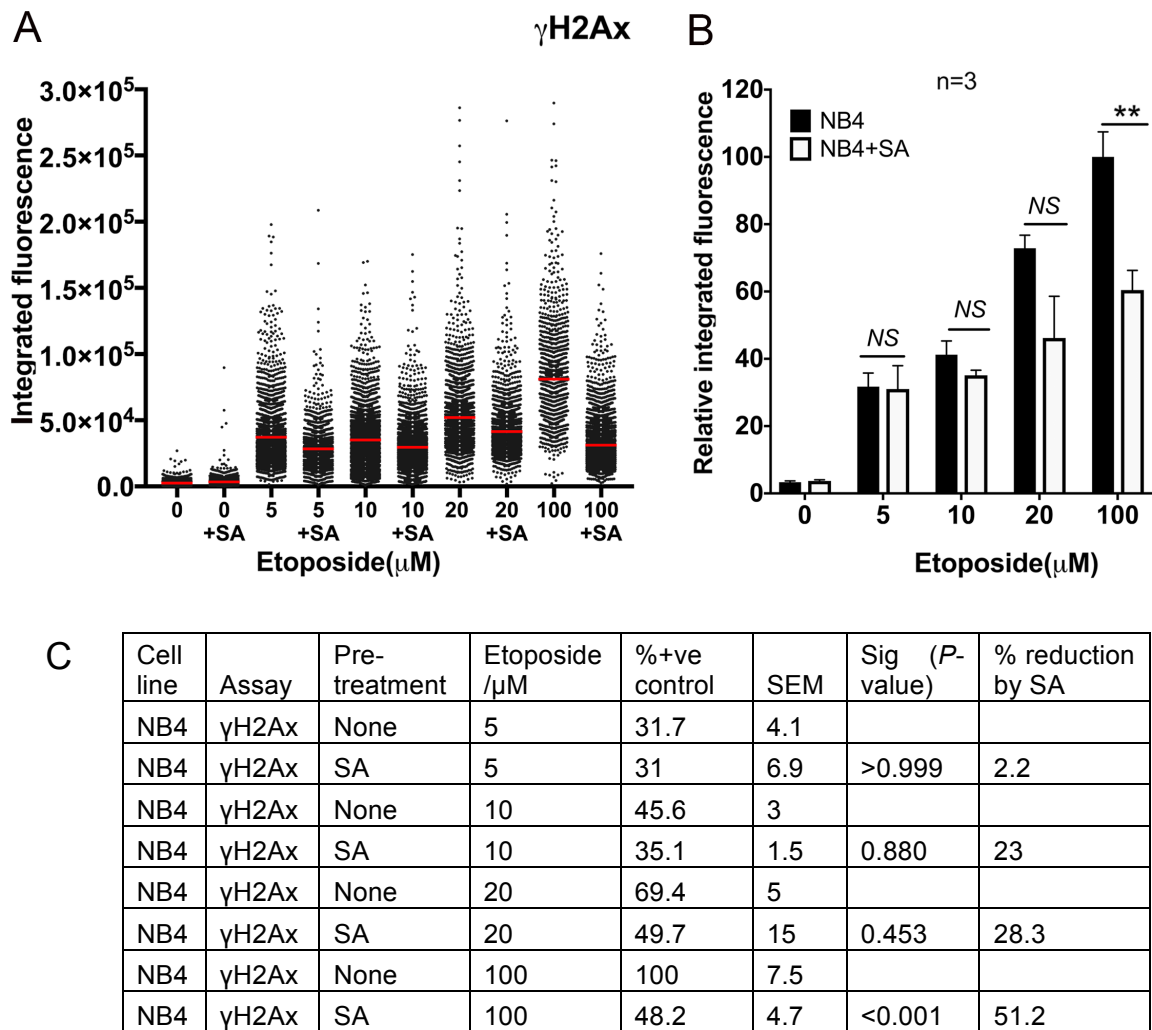 A
γH2Ax
B
3.0×10⁵
2.5×10⁵
2.0×10⁵
1.5×10⁵
1.0×10⁵
5.0×10⁴
0.0
Integrated fluorescence
0 0 5 5 10 10 20 20 100 100
+SA +SA +SA +SA +SA
Etoposide(μM)
n=3
NB4
NB4+SA
120
100
80
60
40
20
0
Relative integrated fluorescence
NS NS NS **
0 5 10 20 100
Etoposide(μM)
C
Cell line Assay Pre-treatment Etoposide /μM %+ve control SEM Sig (P-value) % reduction by SA
NB4 γH2Ax None 5 31.7 4.1
NB4 γH2Ax SA 5 31 6.9 >0.999 2.2
NB4 γH2Ax None 10 45.6 3
NB4 γH2Ax SA 10 35.1 1.5 0.880 23
NB4 γH2Ax None 20 69.4 5
NB4 γH2Ax SA 20 49.7 15 0.453 28.3
NB4 γH2Ax None 100 100 7.5
NB4 γH2Ax SA 100 48.2 4.7 <0.001 51.2